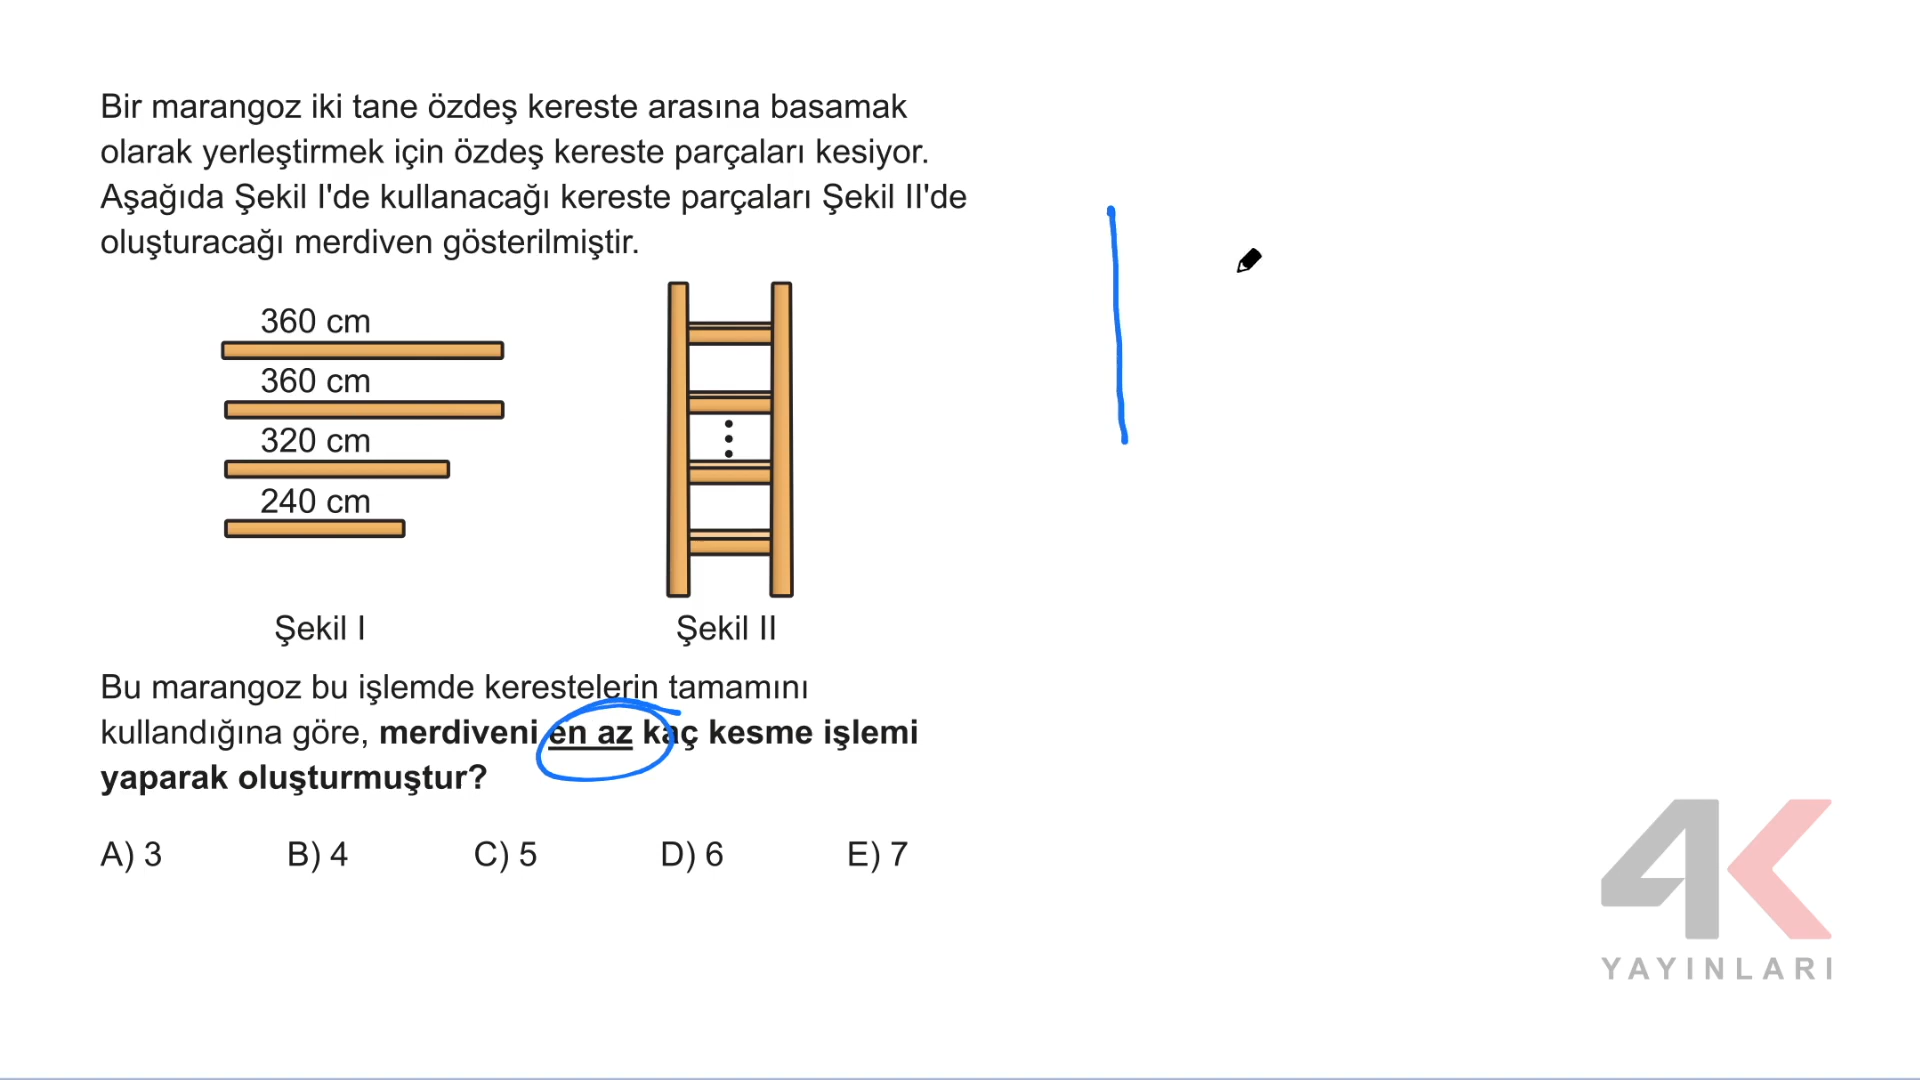 Bir marangoz iki tane özdeş kereste arasına basamak
olarak yerleştirmek için özdeş kereste parçaları kesiyor.
Aşağıda Şekil I'de kullanacağı kereste parçaları Şekil II'de
oluşturacağı merdiven gösterilmiştir.
360 cm
360 cm
320 cm
240 cm
Şekil I
Şekil II
Bu marangoz bu işlemde kerestelerin tamamını
kullandığına göre, merdiveni en az kaç kesme işlemi
yaparak oluşturmuştur?
A) 3 B) 4 C) 5 D) 6 E) 7
4K
YAYINLARI